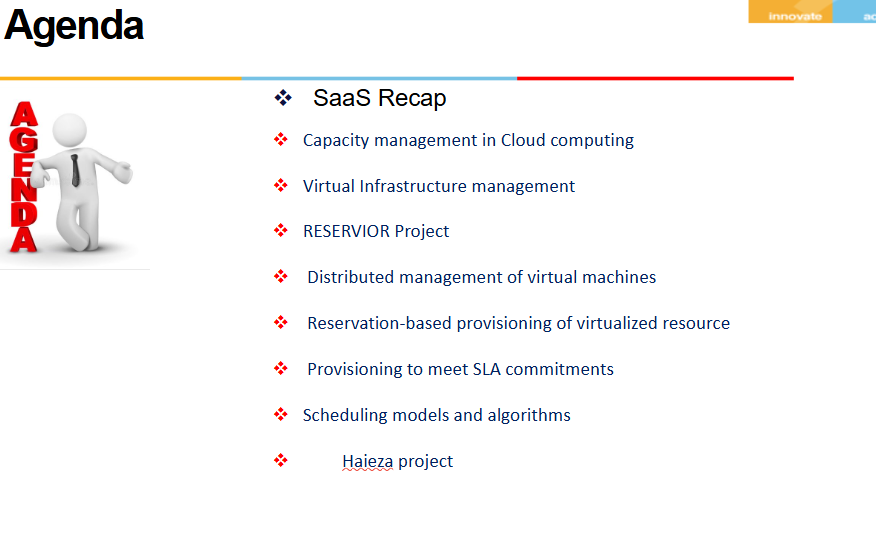 Agenda
innovate
AGENDA
SaaS Recap
Capacity management in Cloud computing
Virtual Infrastructure management
RESERVIOR Project
Distributed management of virtual machines
Reservation-based provisioning of virtualized resource
Provisioning to meet SLA commitments
Scheduling models and algorithms
Haieza project